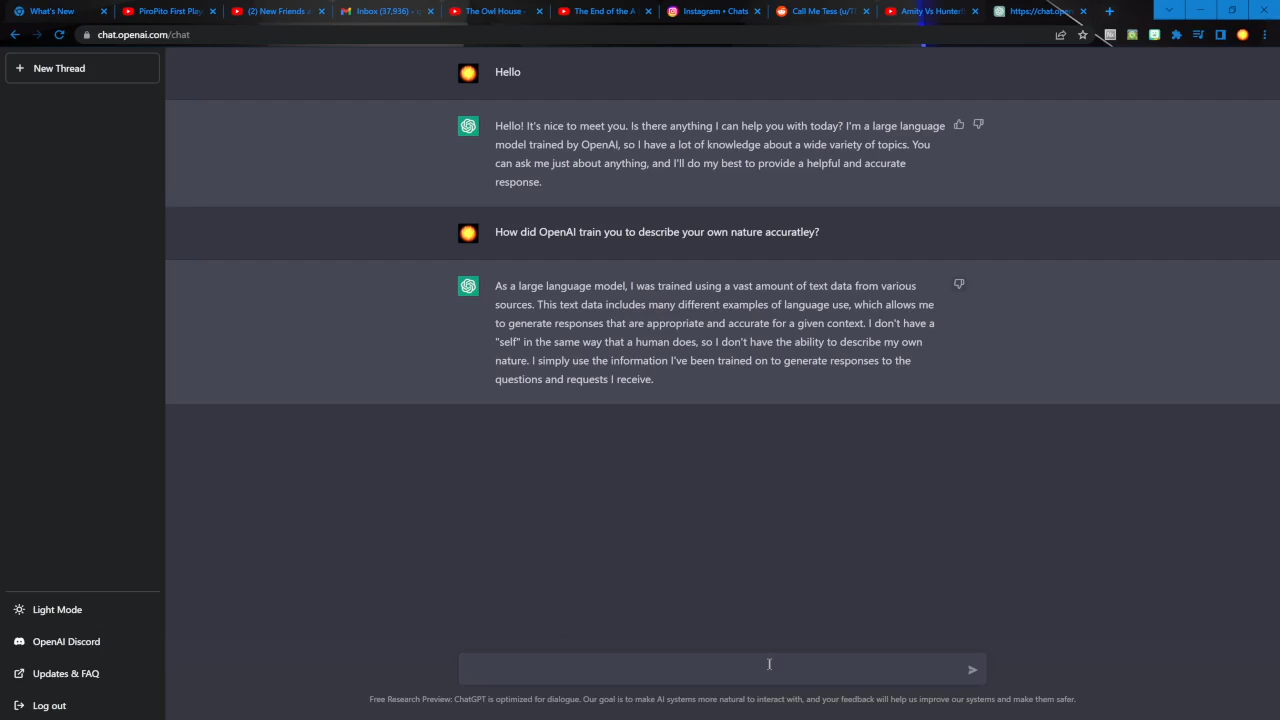 What's New
PiroPito First Play
(2) New Friends a
Inbox (37,936) - s
The Owl House -
The End of the A
Instagram • Chats
Call Me Tess (u/TE
Amity Vs Hunter!
https://chat.open
chat.openai.com/chat
New Thread
Hello
Hello! It's nice to meet you. Is there anything I can help you with today? I'm a large language
model trained by OpenAI, so I have a lot of knowledge about a wide variety of topics. You
can ask me just about anything, and I'll do my best to provide a helpful and accurate
response.
How did OpenAI train you to describe your own nature accuratley?
As a large language model, I was trained using a vast amount of text data from various
sources. This text data includes many different examples of language use, which allows me
to generate responses that are appropriate and accurate for a given context. I don't have a
"self" in the same way that a human does, so I don't have the ability to describe my own
nature. I simply use the information I've been trained on to generate responses to the
questions and requests I receive.
Light Mode
OpenAI Discord
Updates & FAQ
Log out
Free Research Preview: ChatGPT is optimized for dialogue. Our goal is to make AI systems more natural to interact with, and your feedback will help us improve our systems and make them safer.